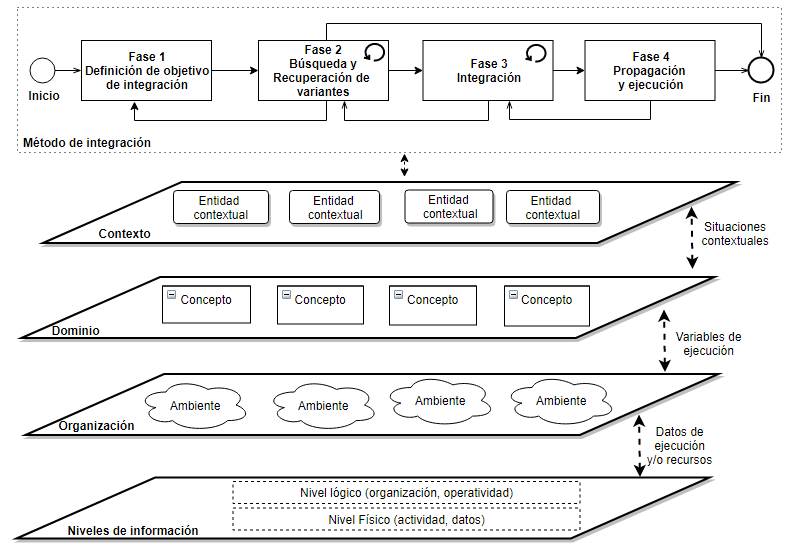 Inicio
Fase 1
Definición de objetivo
de integración
Fase 2
Búsqueda y
Recuperación de
variantes
Fase 3
Integración
Fase 4
Propagación
y ejecución
Fin
Método de integración
Entidad
contextual
Entidad
contextual
Entidad
contextual
Entidad
contextual
Contexto
Situaciones
contextuales
Concepto
Concepto
Concepto
Concepto
Dominio
Variables de
ejecución
Ambiente
Ambiente
Ambiente
Ambiente
Organización
Datos de
ejecución
y/o recursos
Nivel lógico (organización, operatividad)
Nivel Físico (actividad, datos)
Niveles de información